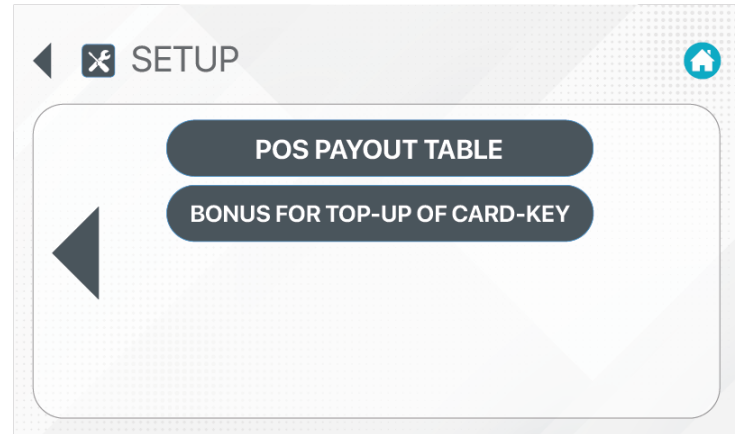 SETUP
POS PAYOUT TABLE
BONUS FOR TOP-UP OF CARD-KEY